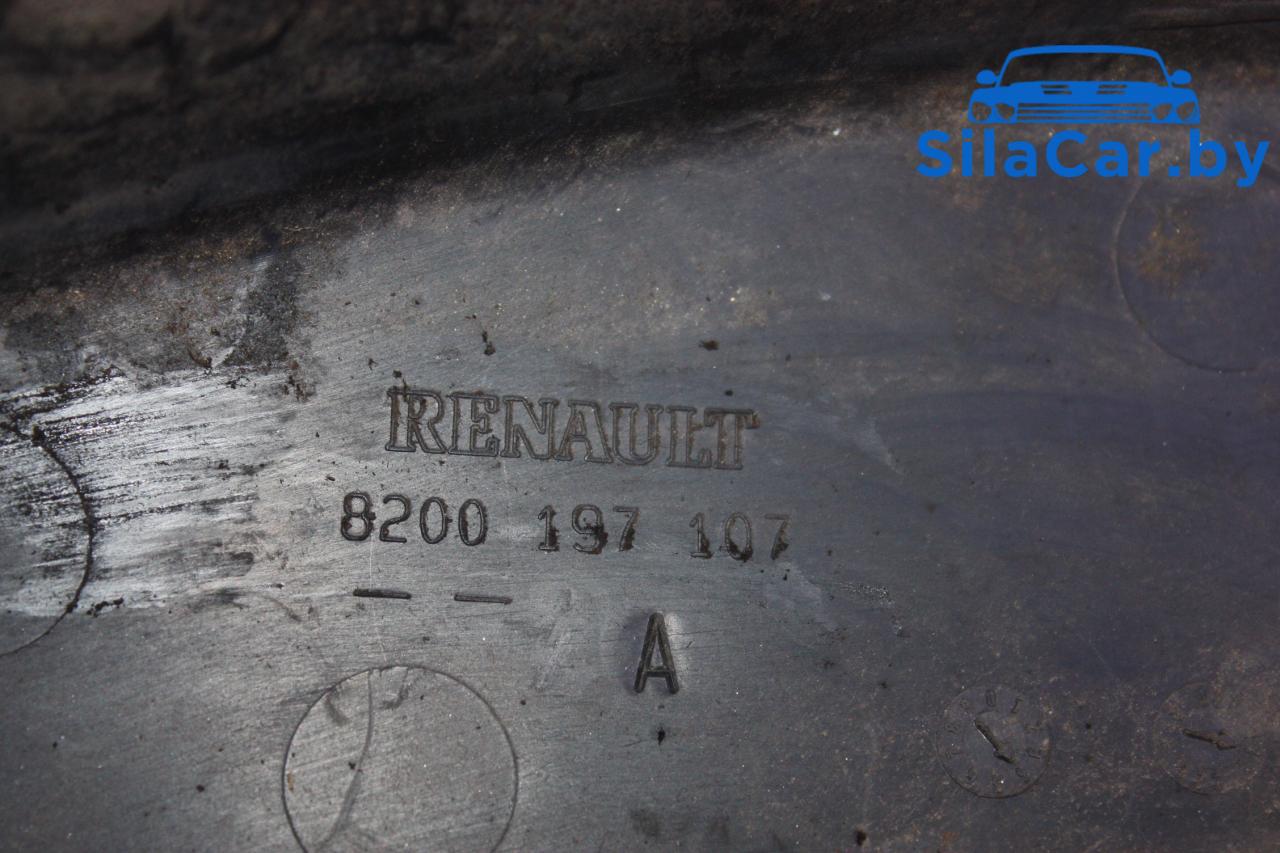 SilaCar.by
RENAULT
8200 197 107
– –
A